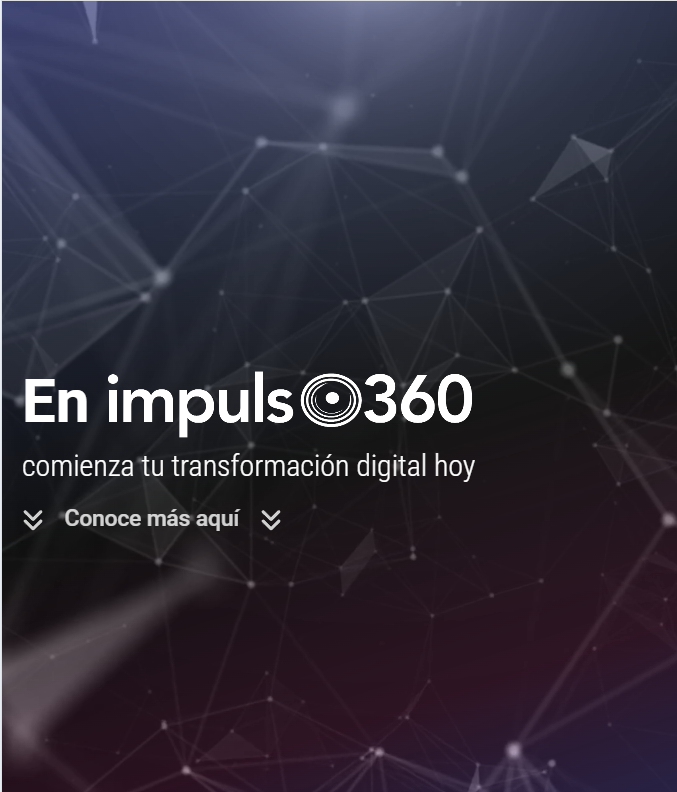 En impulso360
comienza tu transformación digital hoy
Conoce más aquí